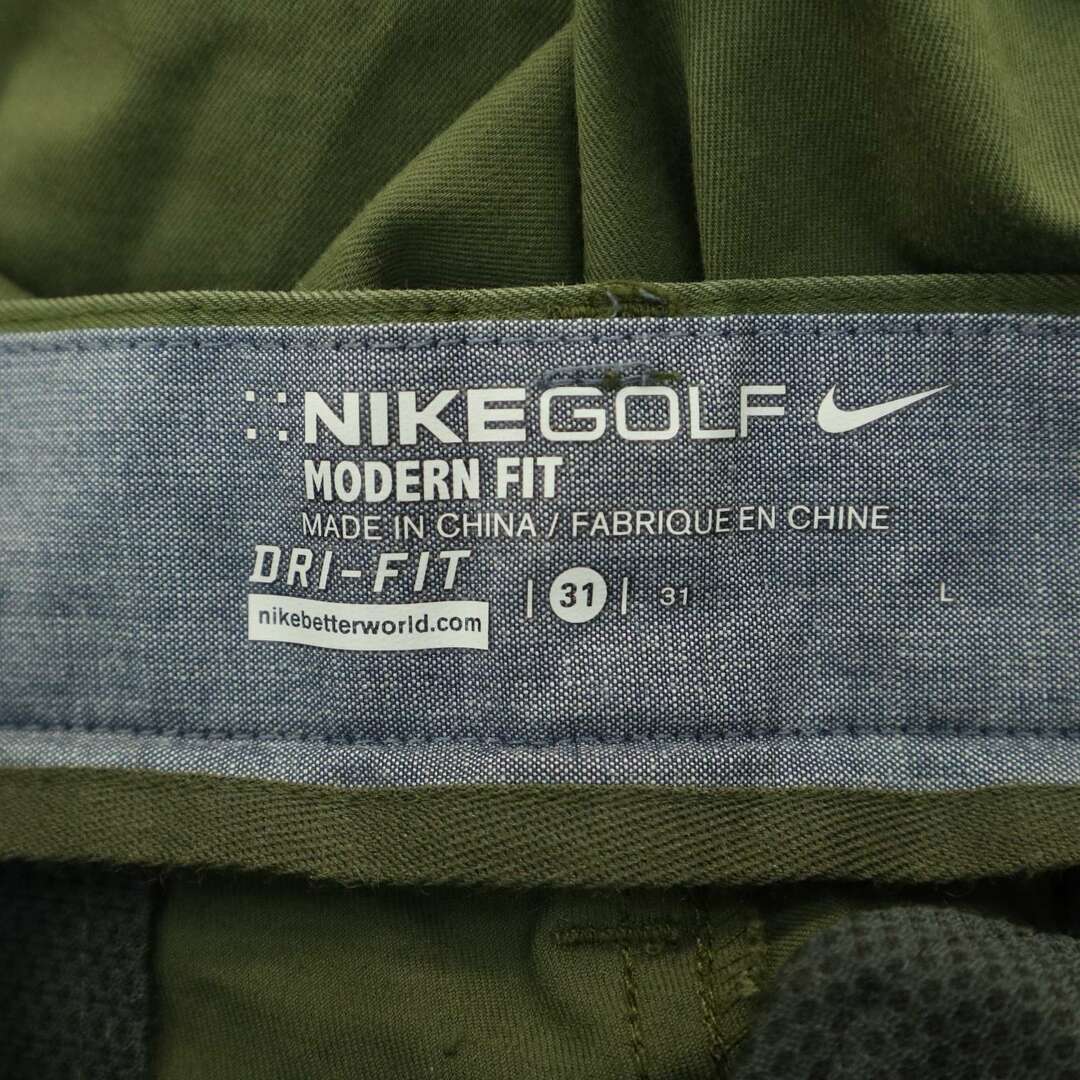 NIKEGOLF
MODERN FIT
MADE IN CHINA / FABRIQUE EN CHINE
DRI-FIT
| 31 | 31 L
nikebetterworld.com